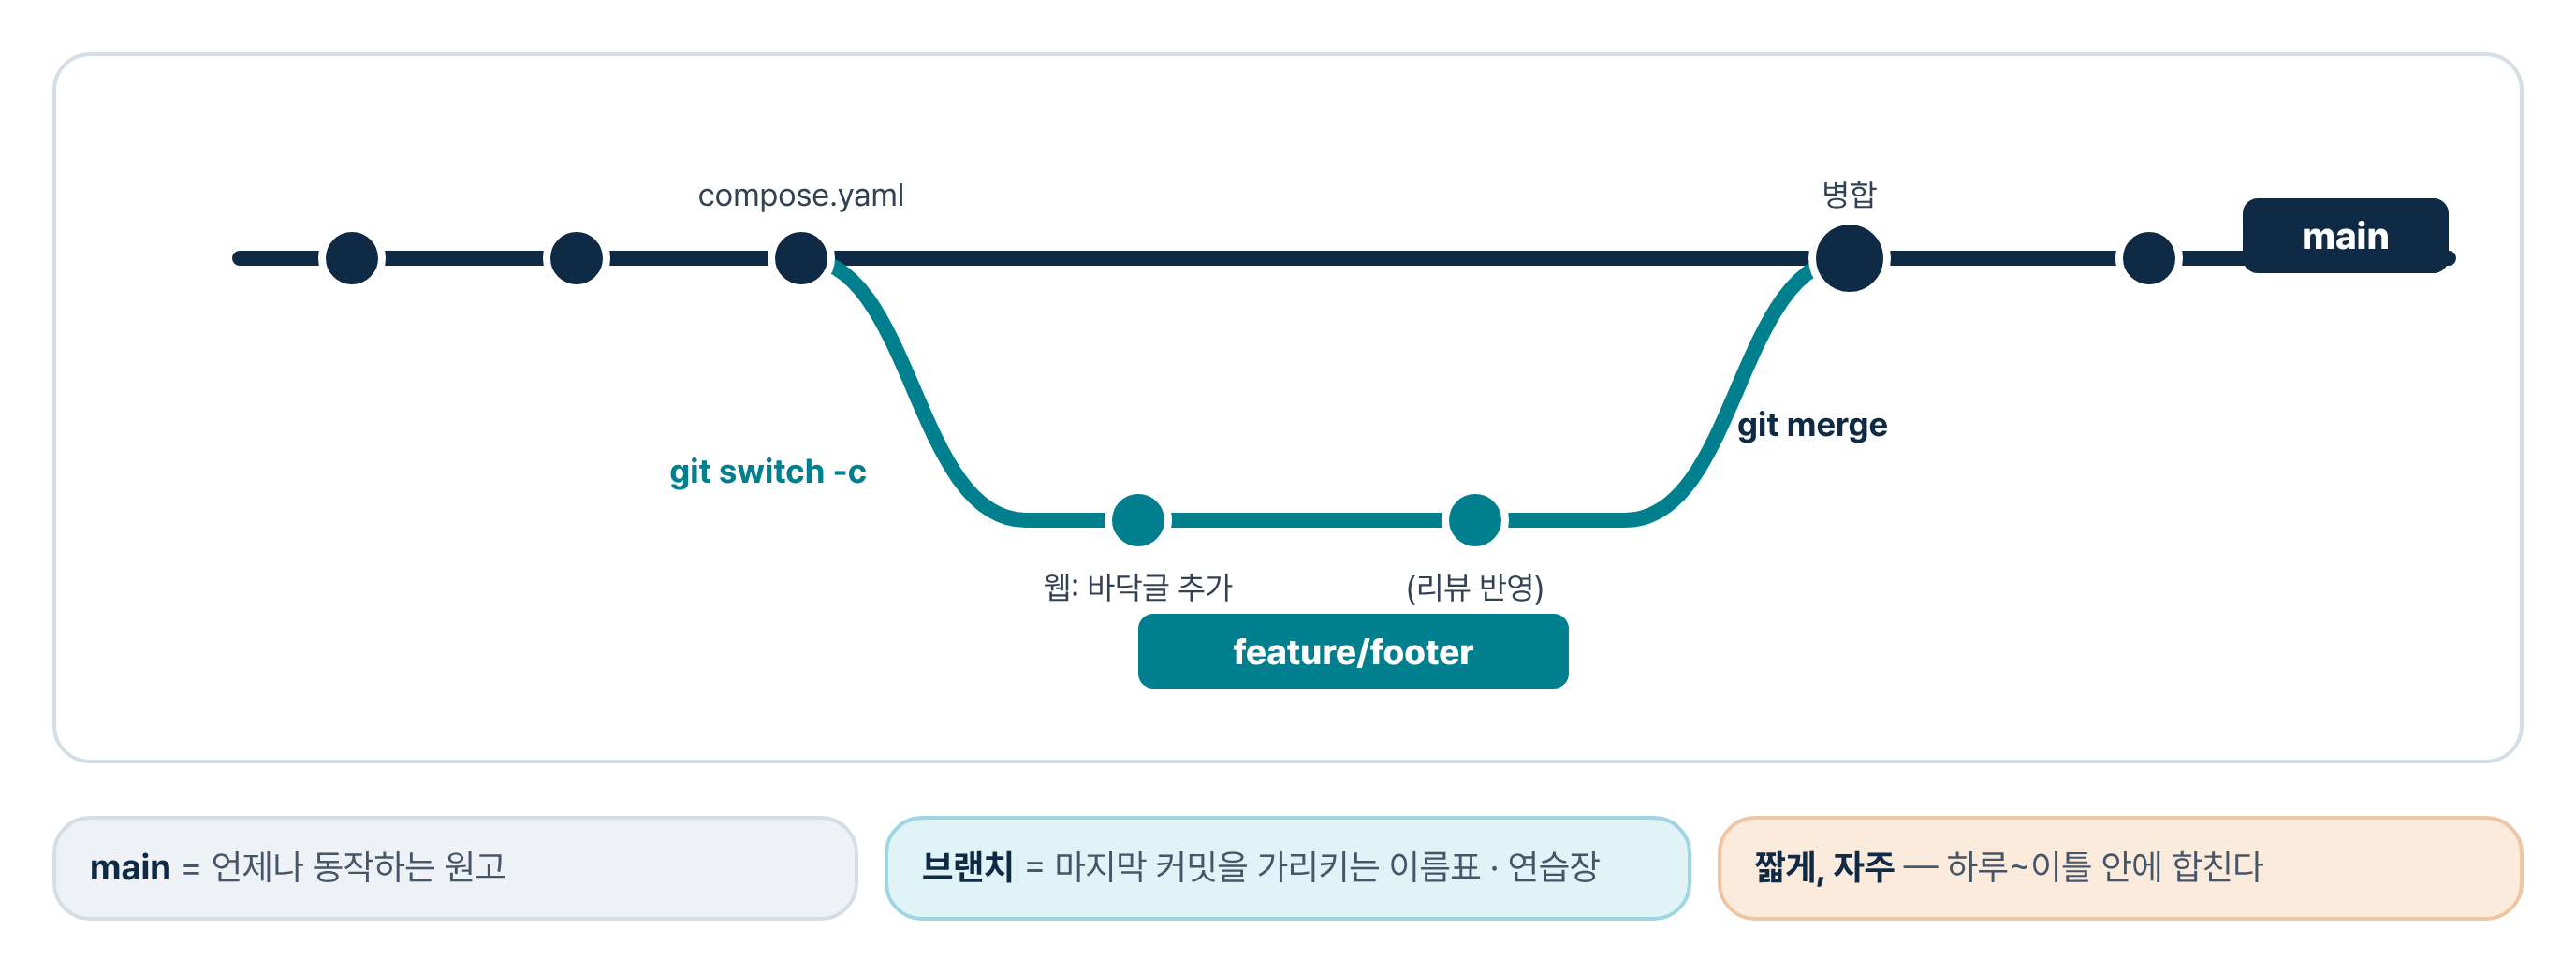 compose.yaml
병합
main
git merge
git switch -c
웹: 바닥글 추가
(리뷰 반영)
feature/footer
main = 언제나 동작하는 원고
브랜치 = 마지막 커밋을 가리키는 이름표 · 연습장
짧게, 자주 — 하루~이틀 안에 합친다